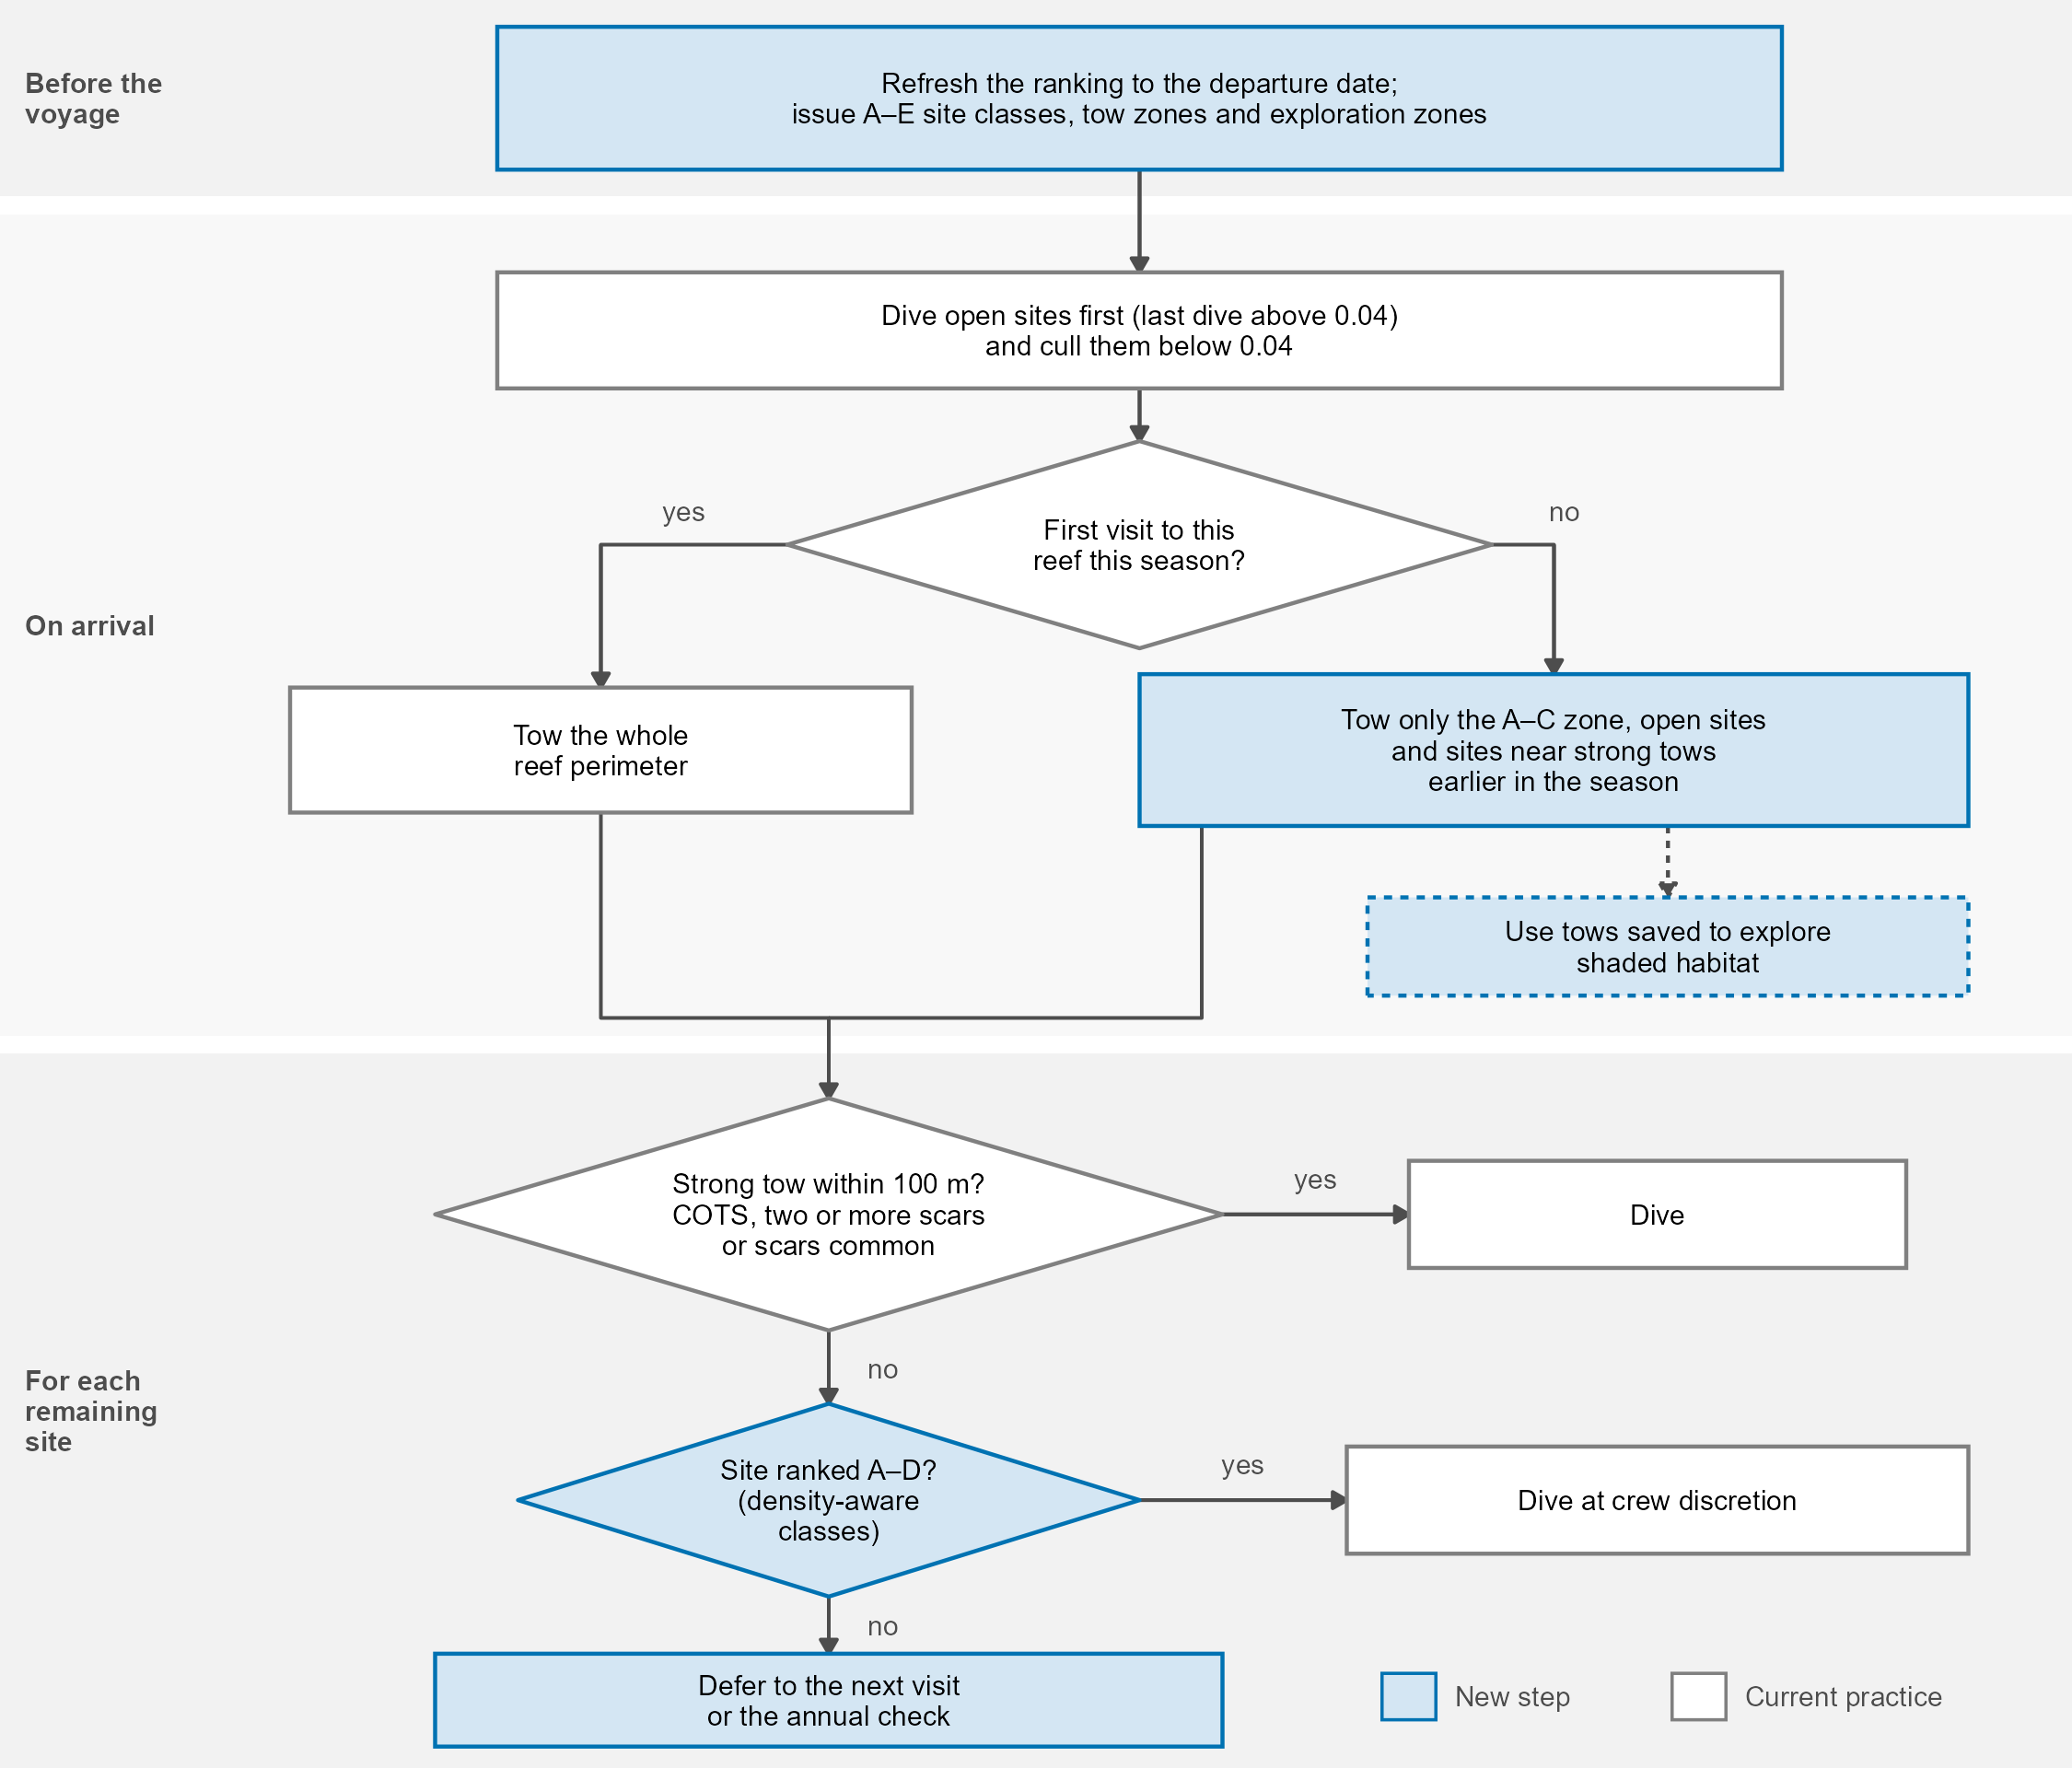 Before the
voyage
Refresh the ranking to the departure date;
issue A–E site classes, tow zones and exploration zones
Dive open sites first (last dive above 0.04)
and cull them below 0.04
On arrival
First visit to this
reef this season?
yes
no
Tow the whole
reef perimeter
Tow only the A–C zone, open sites
and sites near strong tows
earlier in the season
Use tows saved to explore
shaded habitat
For each
remaining
site
Strong tow within 100 m?
COTS, two or more scars
or scars common
yes
Dive
no
Site ranked A–D?
(density-aware
classes)
yes
Dive at crew discretion
no
Defer to the next visit
or the annual check
New step
Current practice